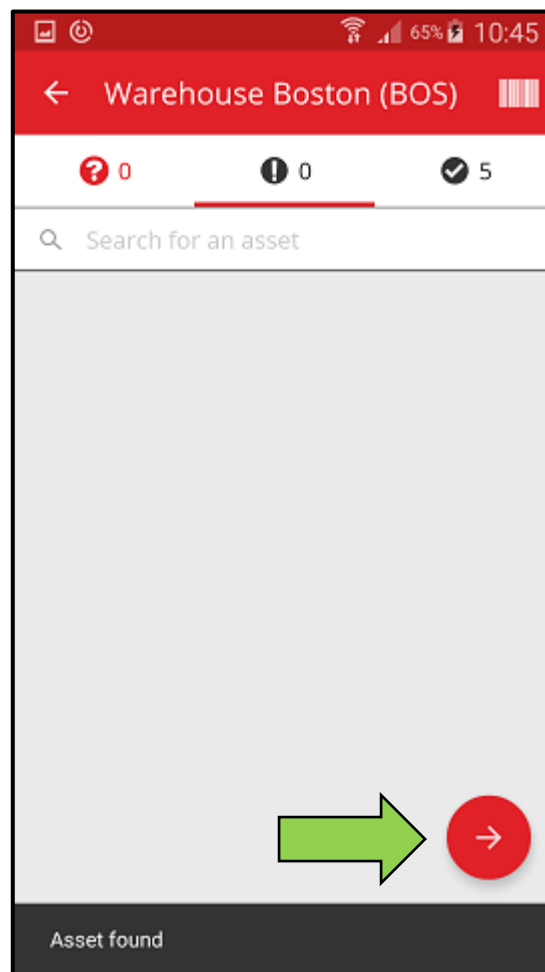 65% 10:45
Warehouse Boston (BOS)
0 0 5
Search for an asset
Asset found